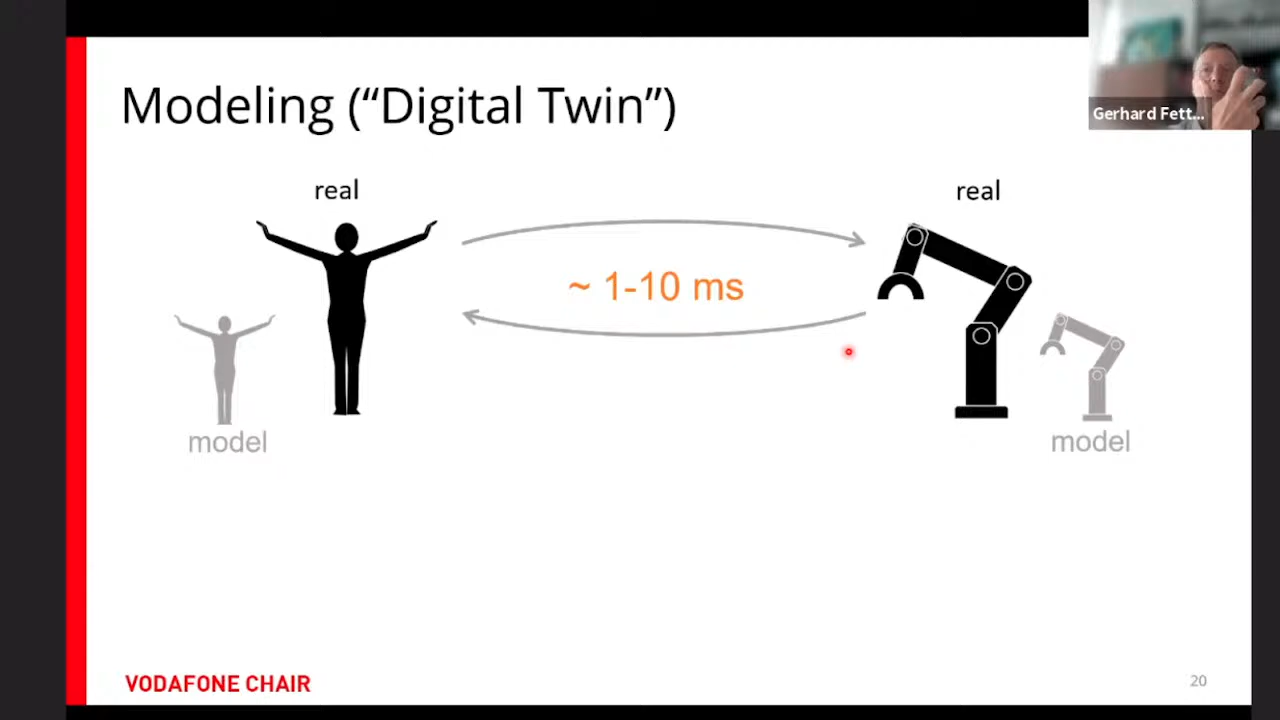 Gerhard Fett...
Modeling (“Digital Twin”)
real
real
~ 1-10 ms
model
model
VODAFONE CHAIR
20